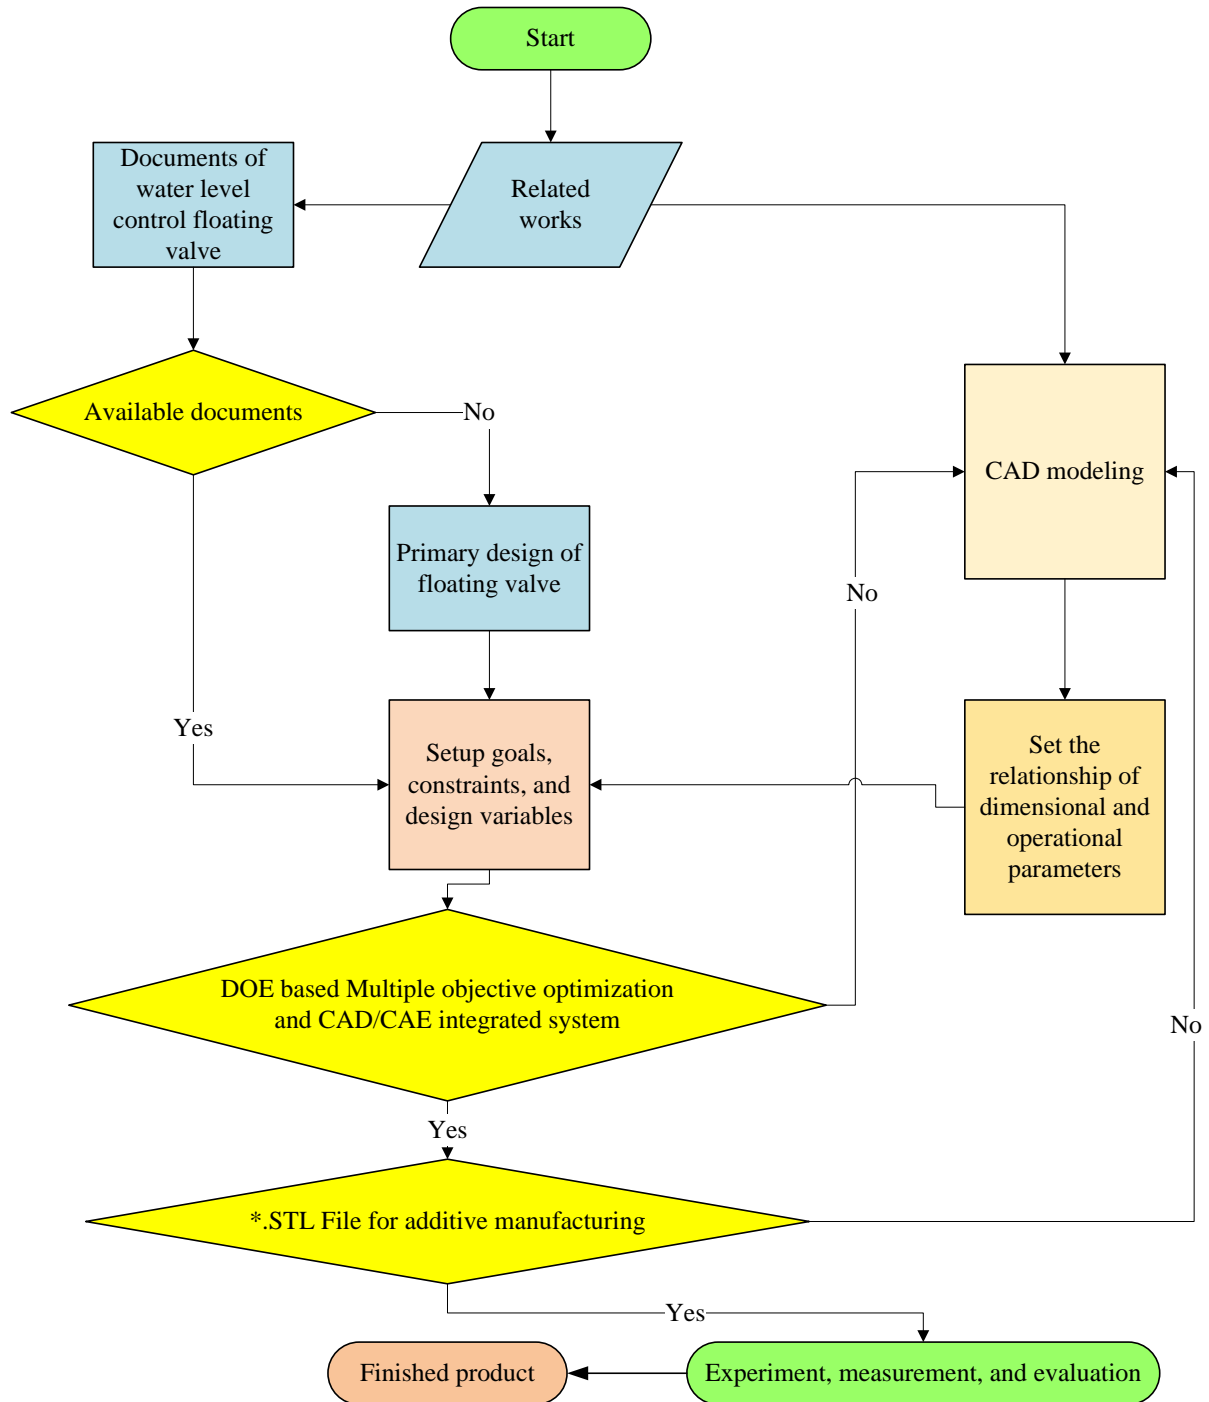 Start
Documents of
water level
control floating
valve
Related
works
Available documents
No
CAD modeling
Primary design of
floating valve
No
Yes
Setup goals,
constraints, and
design variables
Set the
relationship of
dimensional and
operational
parameters
DOE based Multiple objective optimization
and CAD/CAE integrated system
No
Yes
*.STL File for additive manufacturing
Yes
Finished product
Experiment, measurement, and evaluation